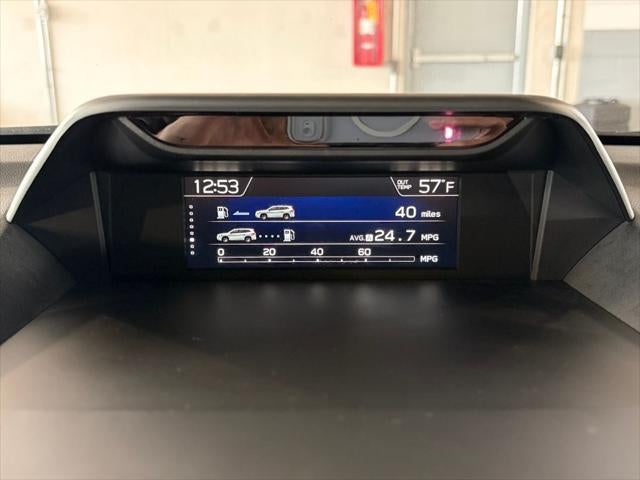 12:53 OUT TEMP 57°F
40 miles
AVG. A 24.7 MPG
0 20 40 60
MPG